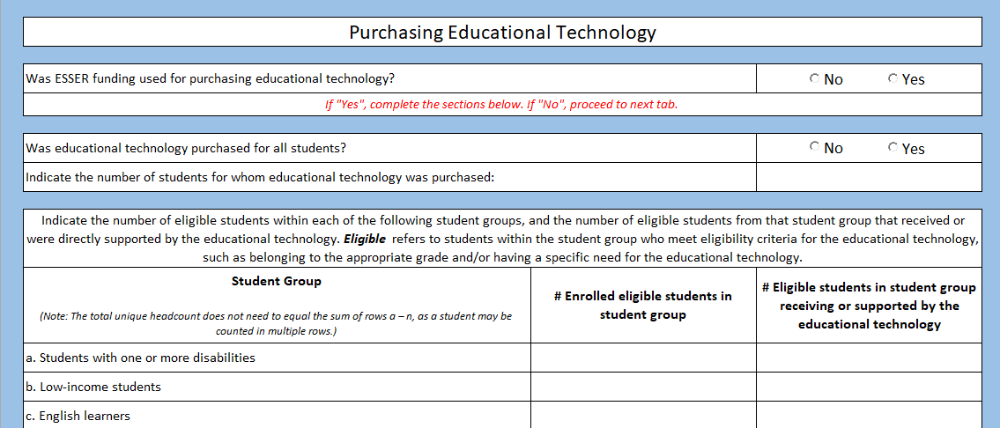 Purchasing Educational Technology
Was ESSER funding used for purchasing educational technology?
No
Yes
If "Yes", complete the sections below. If "No", proceed to next tab.
Was educational technology purchased for all students?
No
Yes
Indicate the number of students for whom educational technology was purchased:
Indicate the number of eligible students within each of the following student groups, and the number of eligible students from that student group that received or
were directly supported by the educational technology. Eligible refers to students within the student group who meet eligibility criteria for the educational technology,
such as belonging to the appropriate grade and/or having a specific need for the educational technology.
Student Group
(Note: The total unique headcount does not need to equal the sum of rows a – n, as a student may be
counted in multiple rows.)
# Enrolled eligible students in
student group
# Eligible students in student group
receiving or supported by the
educational technology
a. Students with one or more disabilities
b. Low-income students
c. English learners